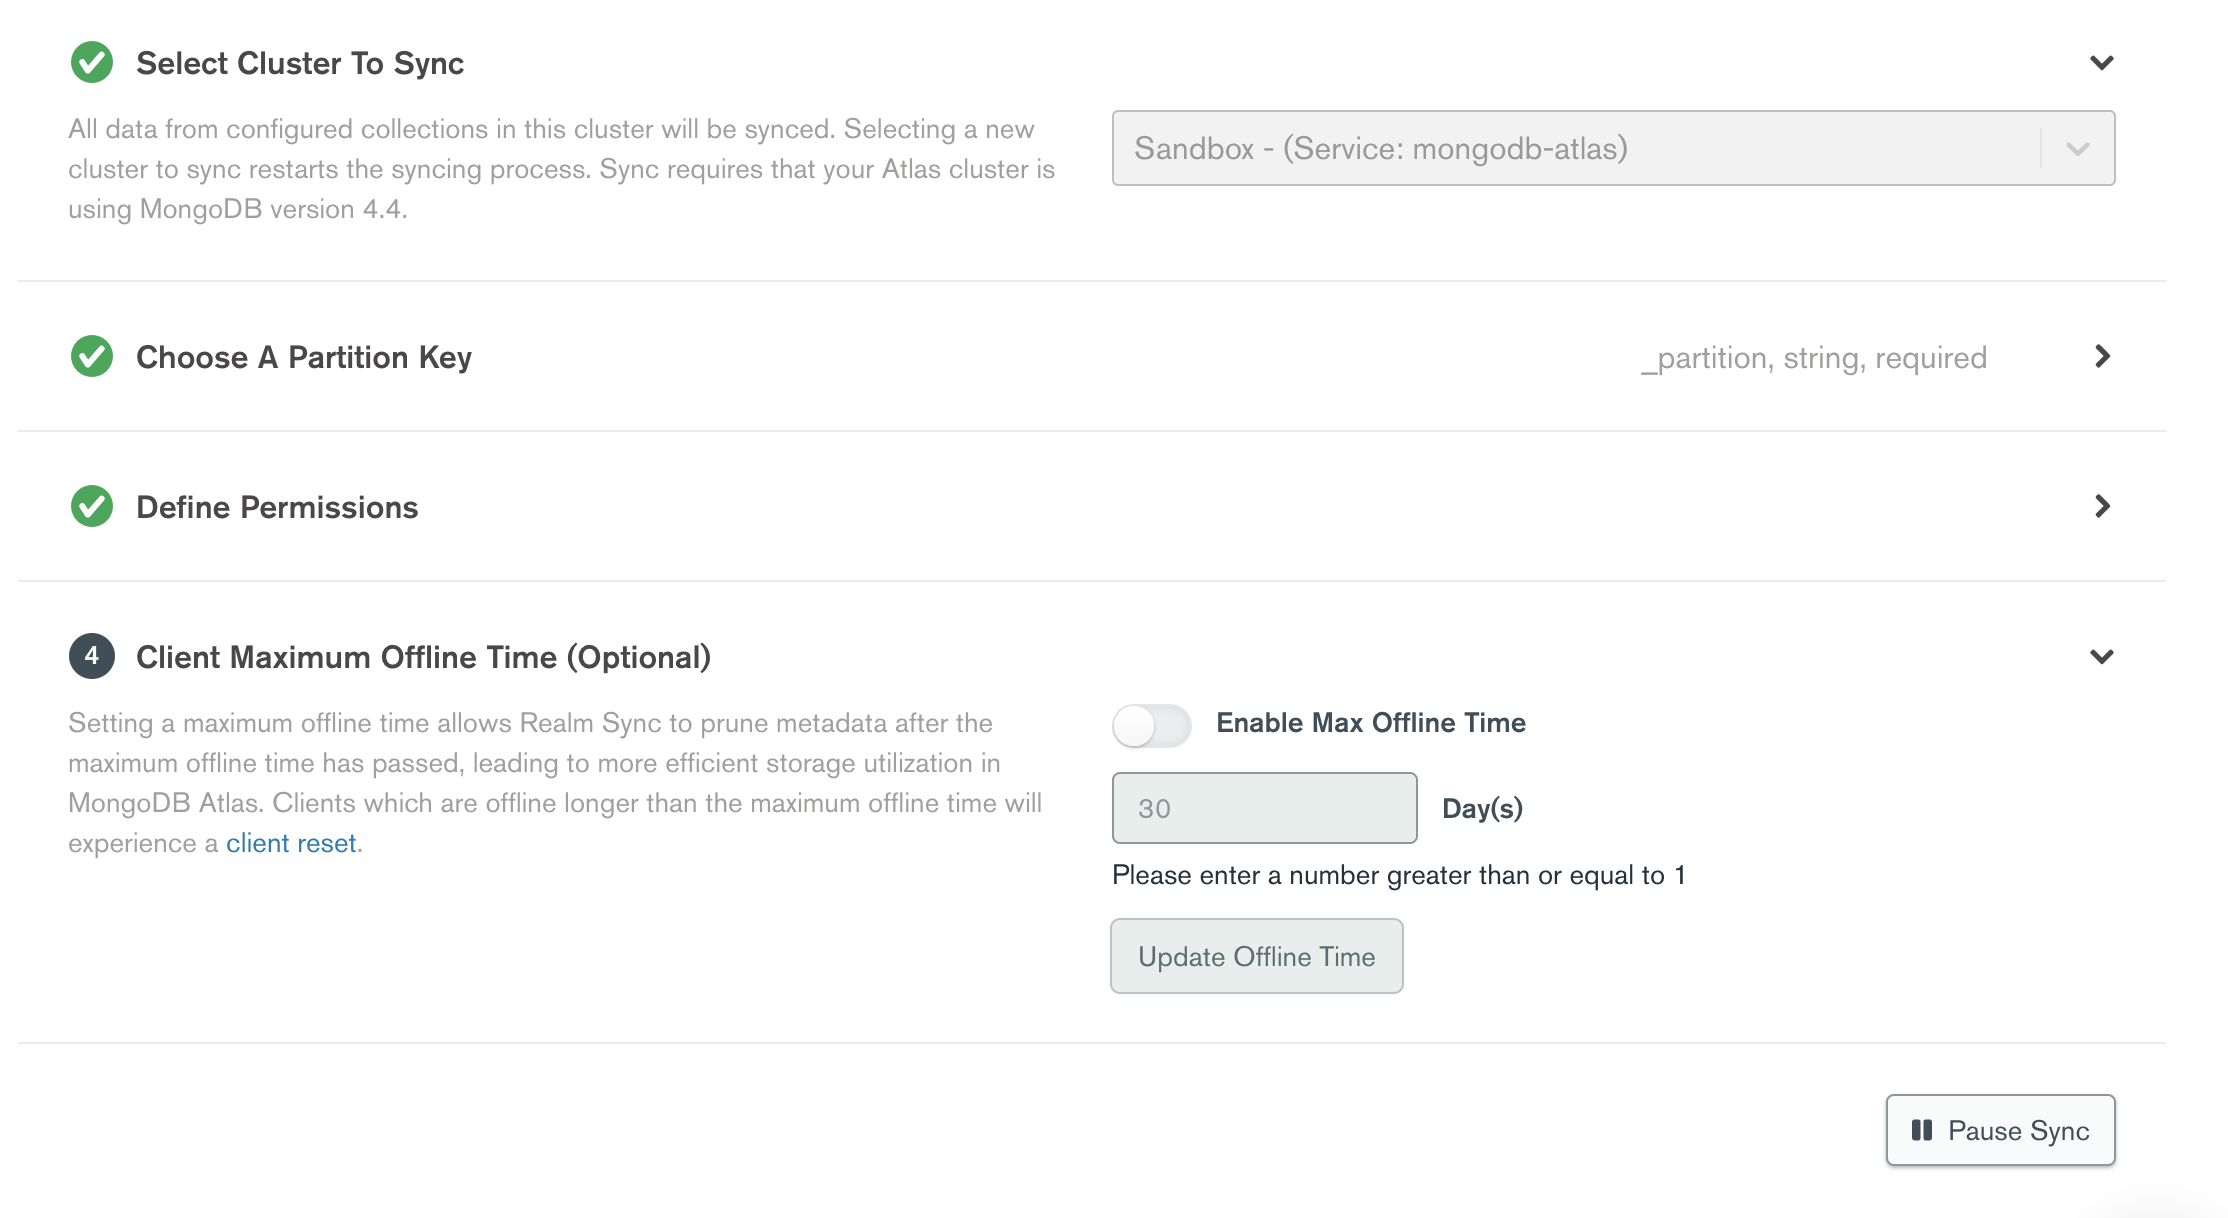 Select Cluster To Sync
All data from configured collections in this cluster will be synced. Selecting a new
cluster to sync restarts the syncing process. Sync requires that your Atlas cluster is
using MongoDB version 4.4.
Sandbox - (Service: mongodb-atlas)
Choose A Partition Key
_partition, string, required
Define Permissions
4 Client Maximum Offline Time (Optional)
Setting a maximum offline time allows Realm Sync to prune metadata after the
maximum offline time has passed, leading to more efficient storage utilization in
MongoDB Atlas. Clients which are offline longer than the maximum offline time will
experience a client reset.
Enable Max Offline Time
30 Day(s)
Please enter a number greater than or equal to 1
Update Offline Time
Pause Sync